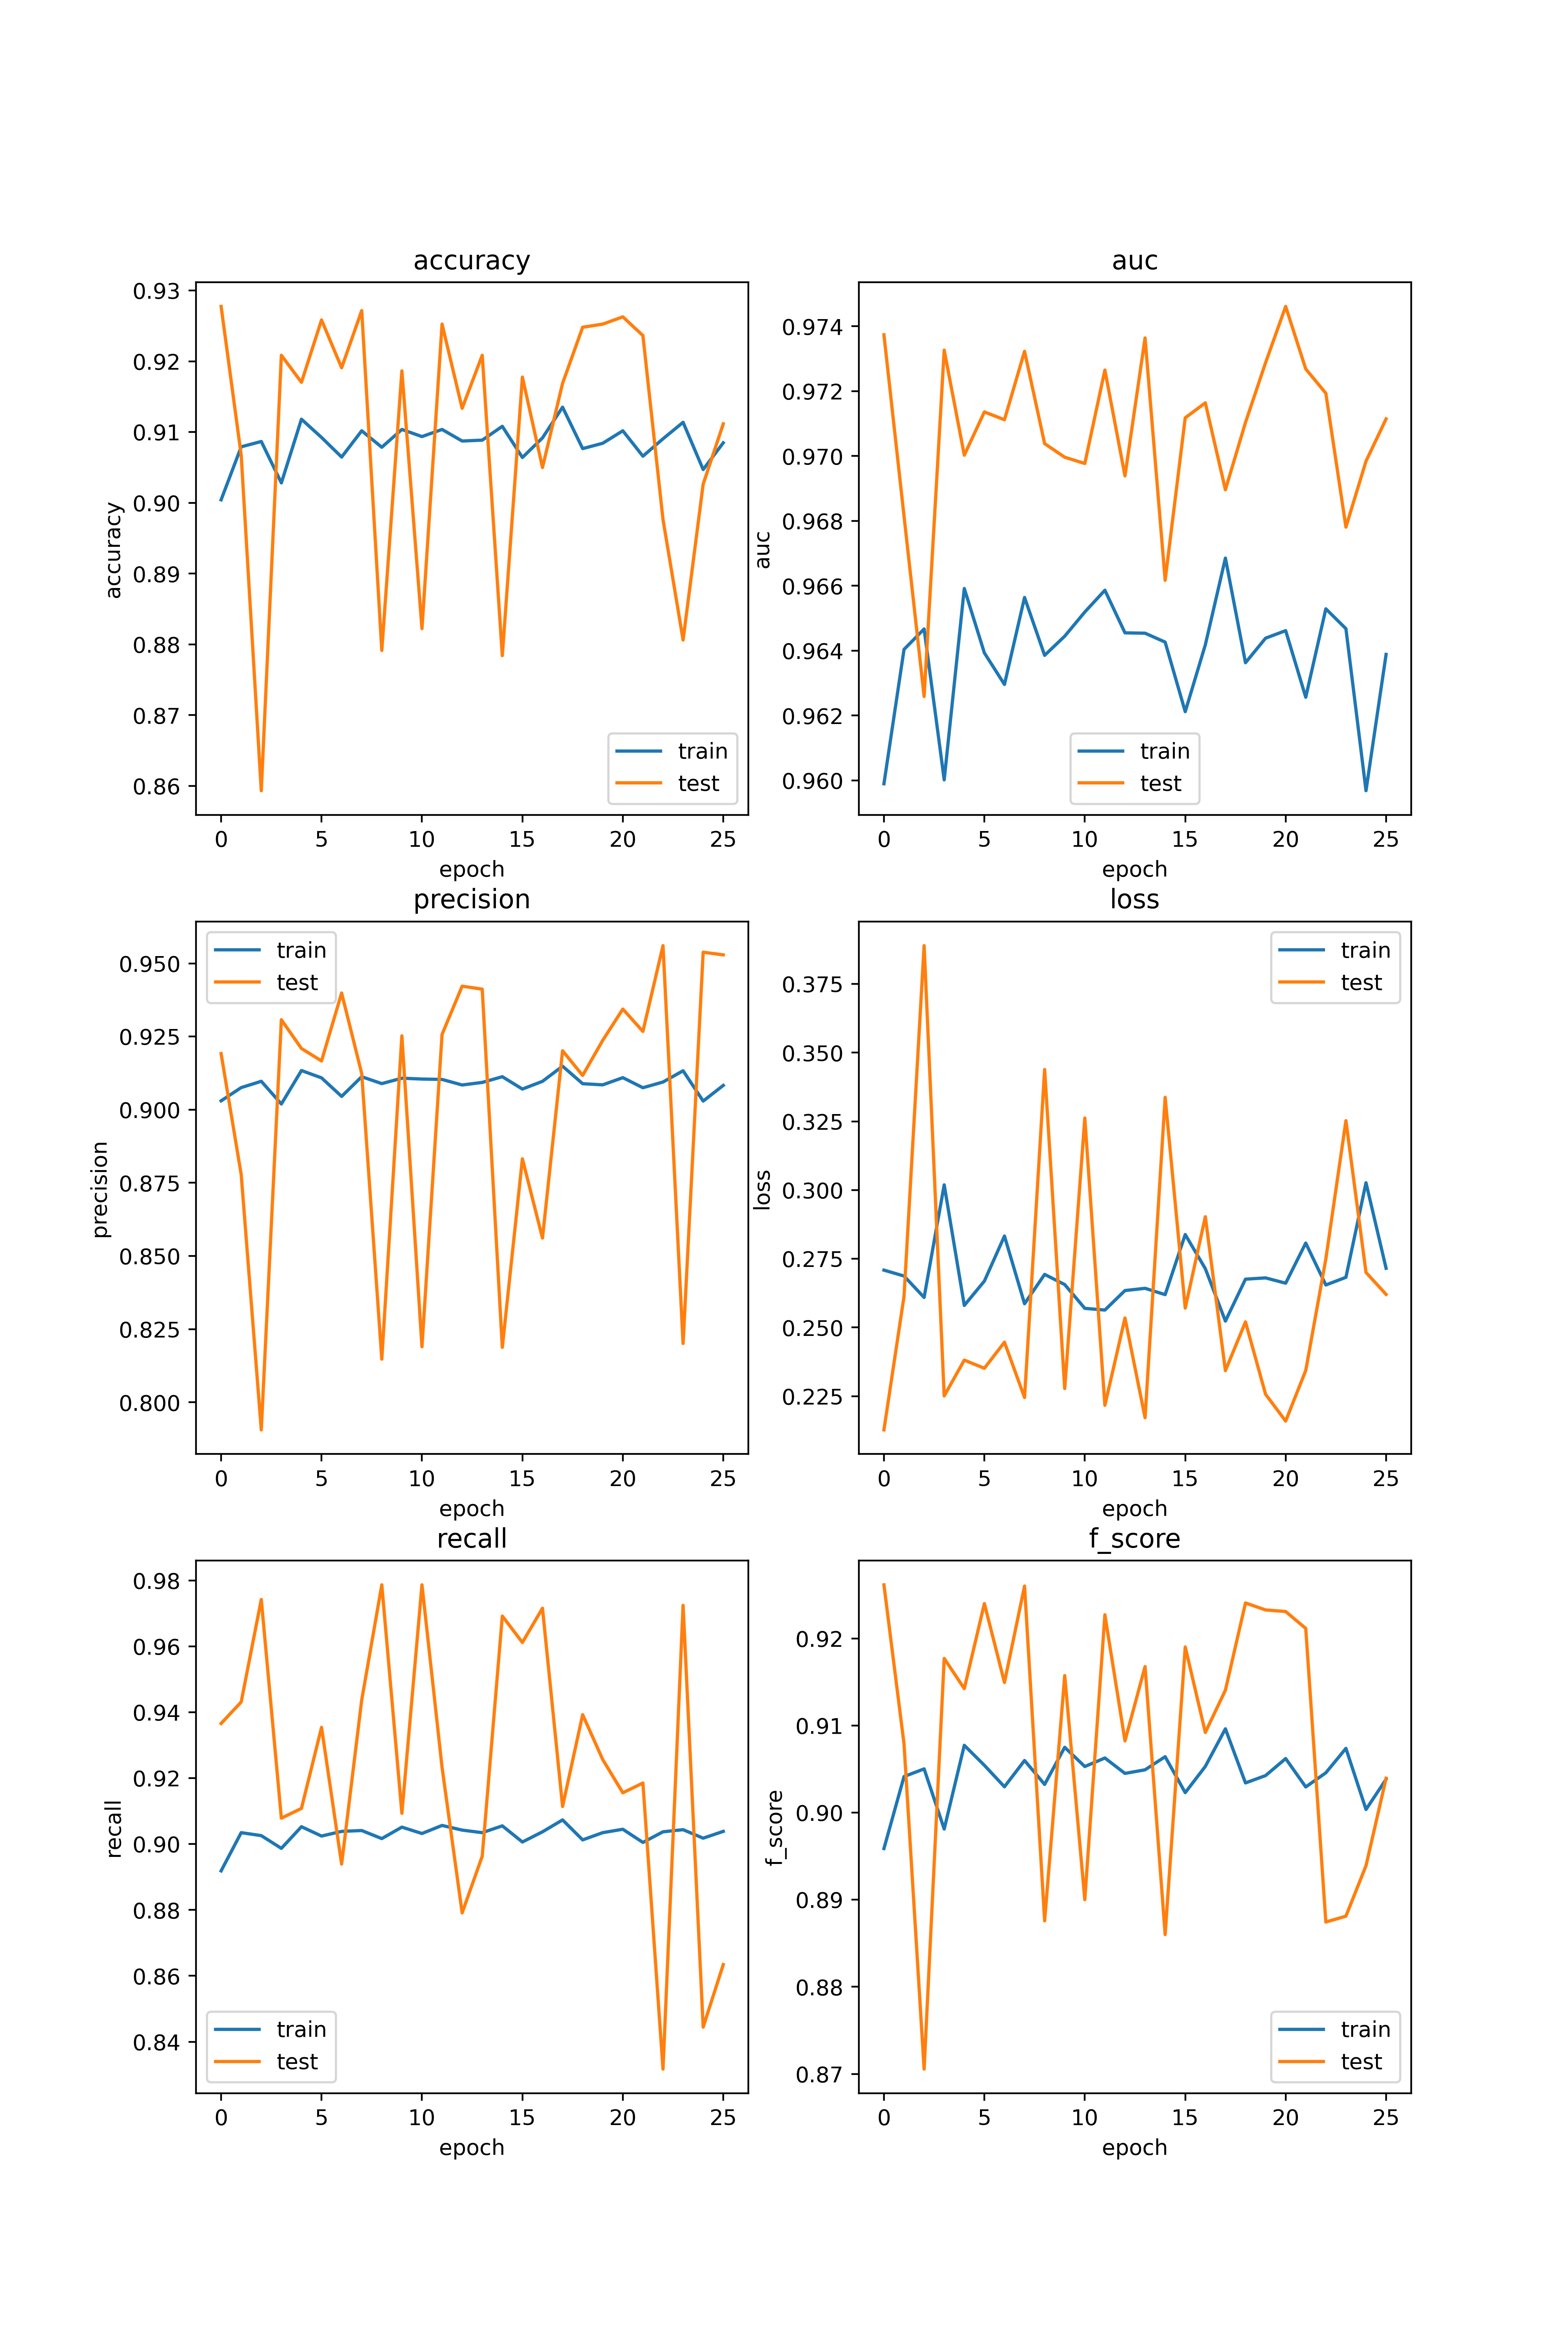 accuracy
accuracy
0.93
0.92
0.91
0.90
0.89
0.88
0.87
0.86
train
test
0 5 10 15 20 25
epoch
auc
auc
0.974
0.972
0.970
0.968
0.966
0.964
0.962
0.960
train
test
0 5 10 15 20 25
epoch
precision
precision
0.950
0.925
0.900
0.875
0.850
0.825
0.800
train
test
0 5 10 15 20 25
epoch
loss
loss
0.375
0.350
0.325
0.300
0.275
0.250
0.225
train
test
0 5 10 15 20 25
epoch
recall
recall
0.98
0.96
0.94
0.92
0.90
0.88
0.86
0.84
train
test
0 5 10 15 20 25
epoch
f_score
f_score
0.92
0.91
0.90
0.89
0.88
0.87
train
test
0 5 10 15 20 25
epoch